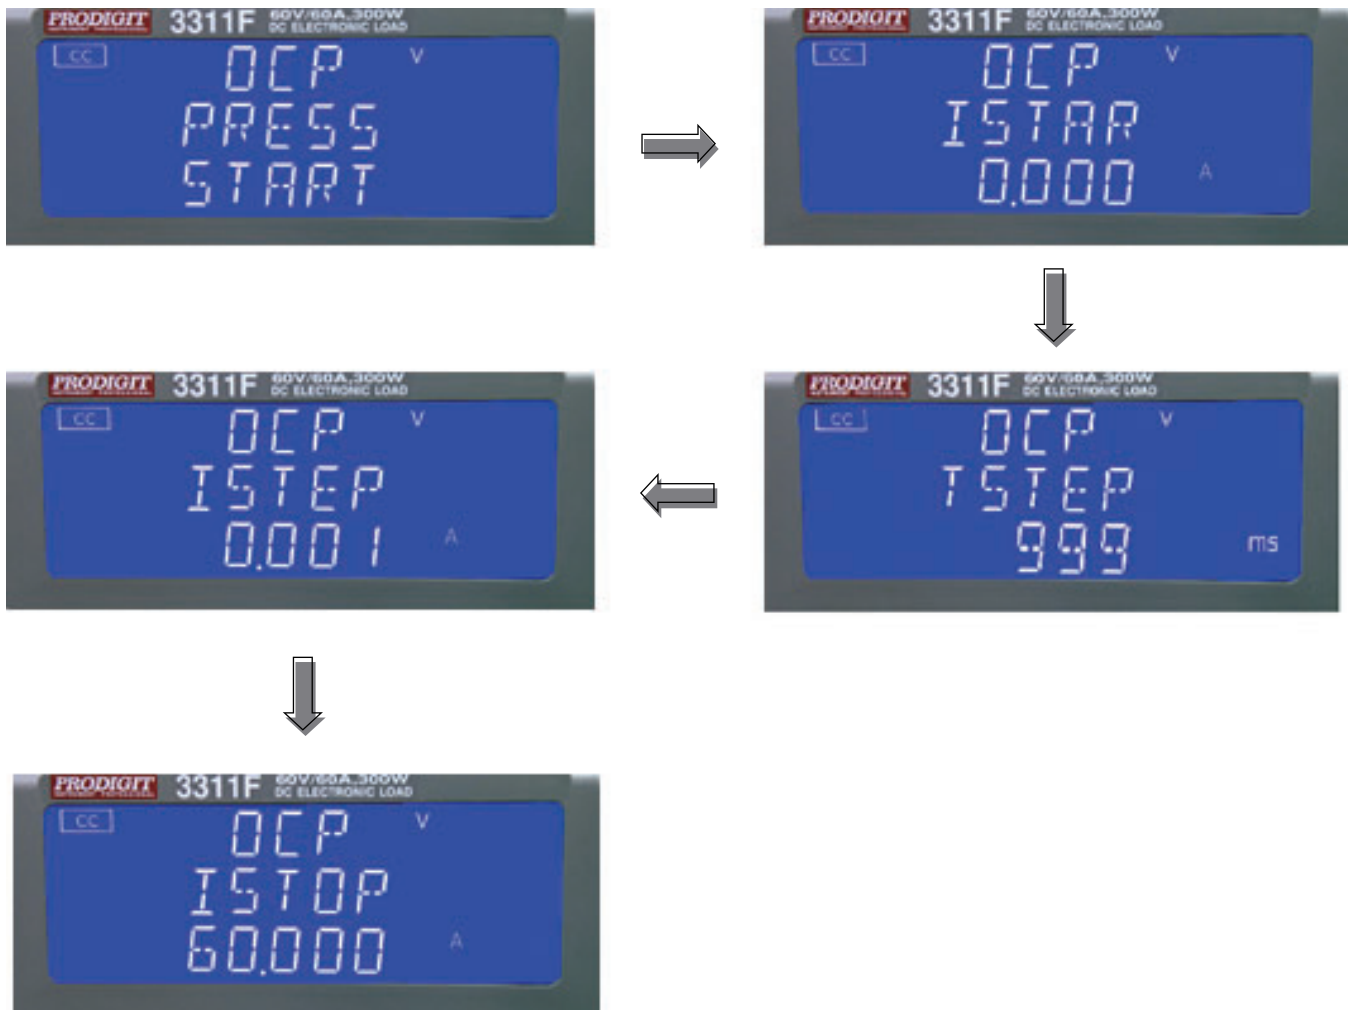 PRODIGIT 3311F 60V/60A,300W
DC ELECTRONIC LOAD
CC OCP V
PRESS
START
PRODIGIT 3311F 60V/60A,300W
DC ELECTRONIC LOAD
CC OCP V
ISTAR
0.000 A
PRODIGIT 3311F 60V/60A,300W
DC ELECTRONIC LOAD
CC OCP V
TSTEP
999 ms
PRODIGIT 3311F 60V/60A,300W
DC ELECTRONIC LOAD
CC OCP V
ISTEP
0.001 A
PRODIGIT 3311F 60V/60A,300W
DC ELECTRONIC LOAD
CC OCP V
ISTOP
60.000 A